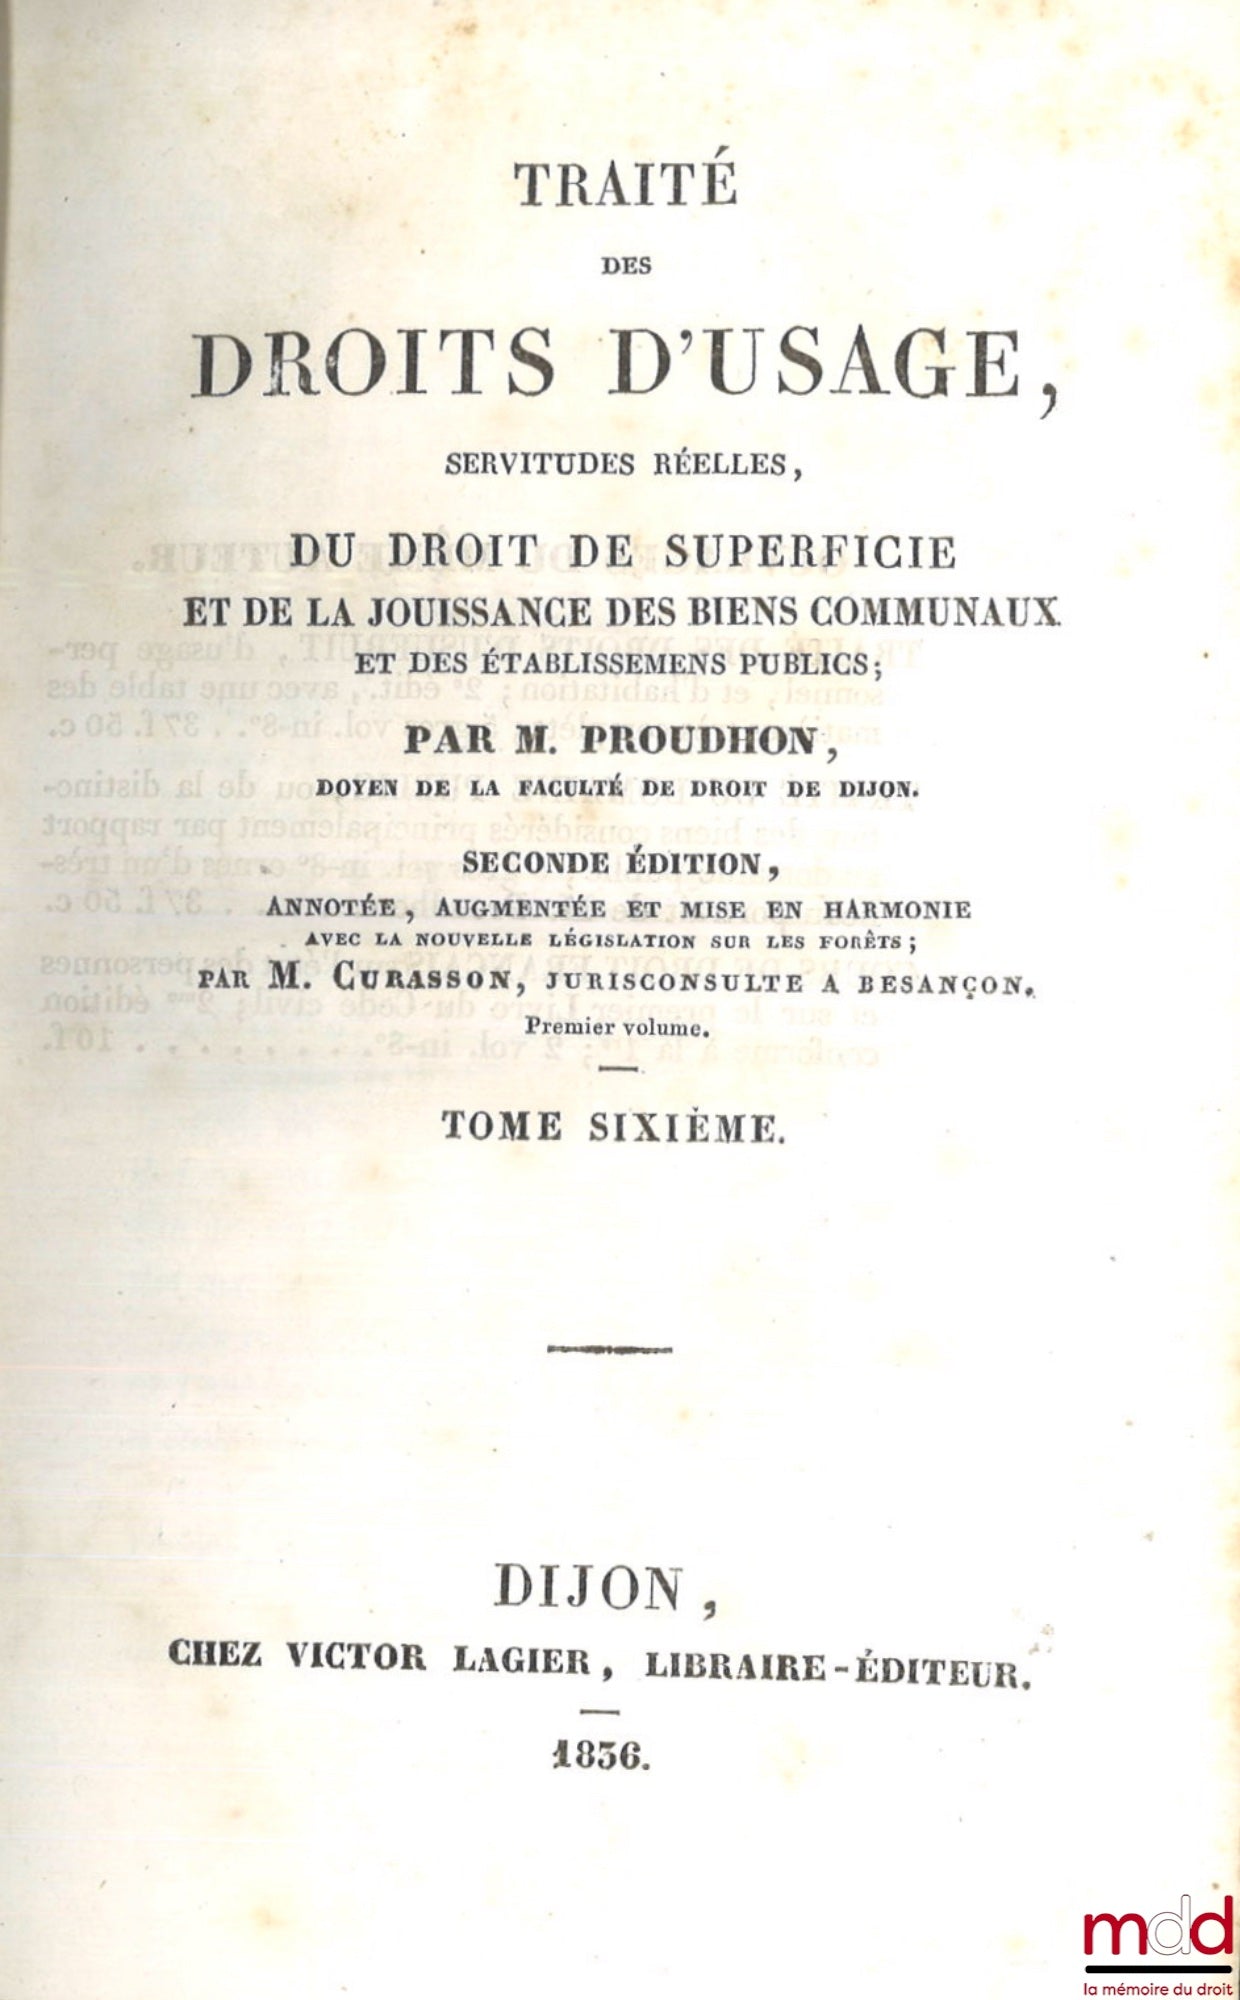 TRAITÉ
DES
DROITS D'USAGE,
SERVITUDES RÉELLES,
DU DROIT DE SUPERFICIE
ET DE LA JOUISSANCE DES BIENS COMMUNAUX
ET DES ÉTABLISSEMENS PUBLICS;
PAR M. PROUDHON,
DOYEN DE LA FACULTÉ DE DROIT DE DIJON.
SECONDE ÉDITION,
ANNOTÉE, AUGMENTÉE ET MISE EN HARMONIE
AVEC LA NOUVELLE LÉGISLATION SUR LES FORÊTS;
PAR M. CURASSON, JURISCONSULTE A BESANÇON.
Premier volume.
TOME SIXIÈME.
DIJON,
CHEZ VICTOR LAGIER, LIBRAIRE-ÉDITEUR.
1836.
mdd
la mémoire du droit